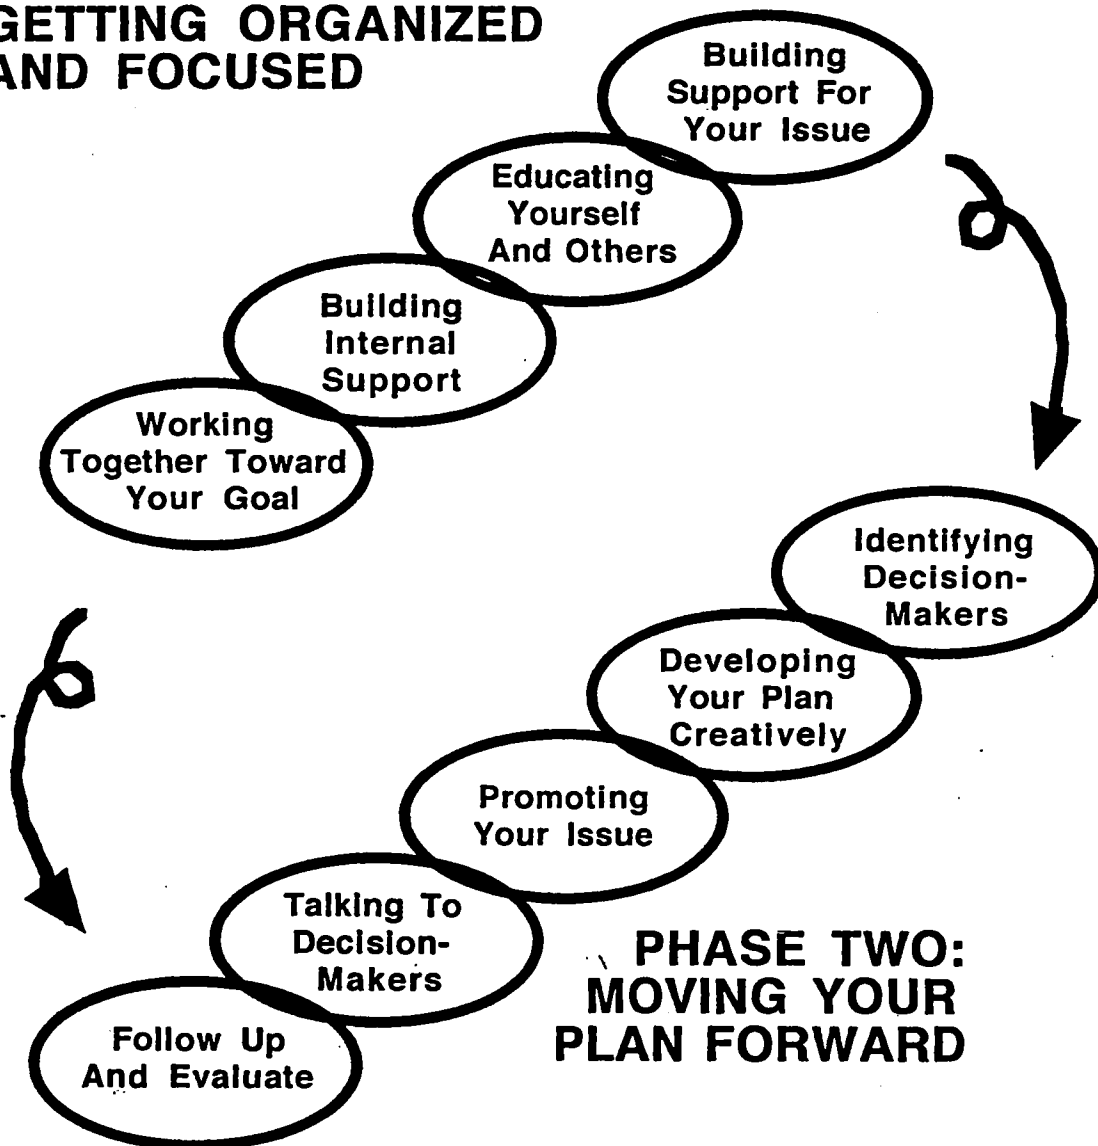 GETTING ORGANIZED
AND FOCUSED
Building
Support For
Your Issue
Educating
Yourself
And Others
Building
Internal
Support
Working
Together Toward
Your Goal
Identifying
Decision-
Makers
Developing
Your Plan
Creatively
Promoting
Your Issue
Talking To
Decision-
Makers
Follow Up
And Evaluate
PHASE TWO:
MOVING YOUR
PLAN FORWARD